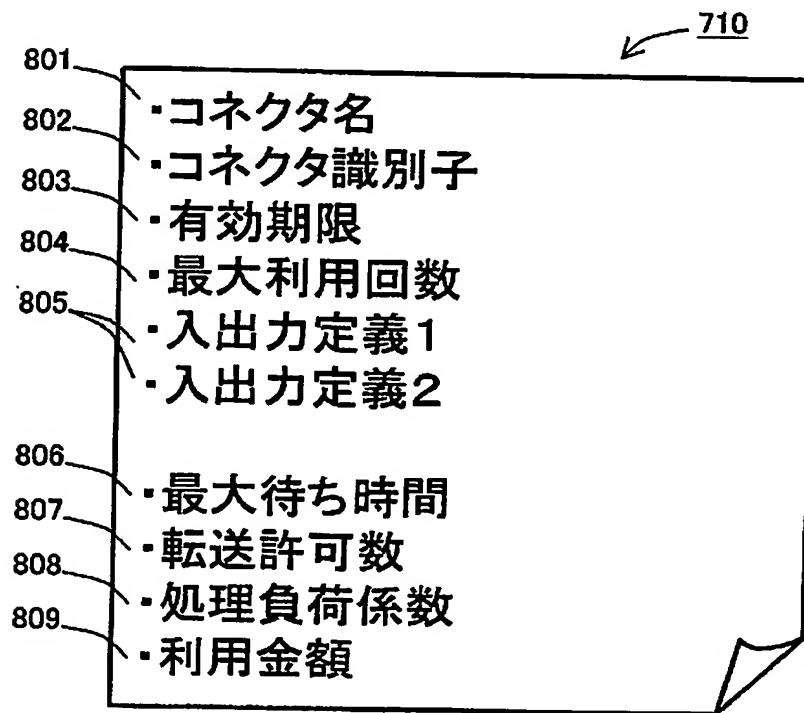 710
801 ・コネクタ名
802 ・コネクタ識別子
803 ・有効期限
804 ・最大利用回数
805 ・入出力定義1
・入出力定義2
806 ・最大待ち時間
807 ・転送許可数
808 ・処理負荷係数
809 ・利用金額